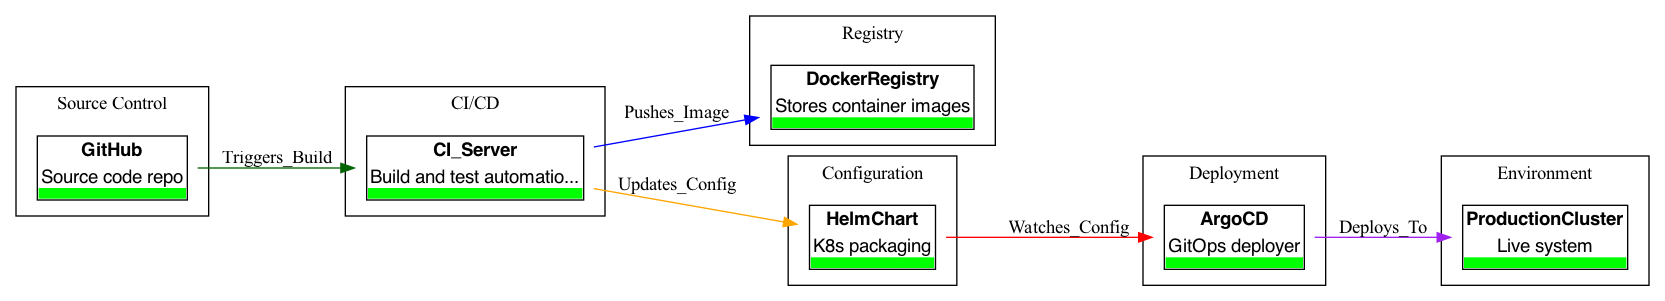 Source Control
GitHub
Source code repo
Triggers_Build
CI/CD
CI_Server
Build and test automatio...
Pushes_Image
Updates_Config
Registry
DockerRegistry
Stores container images
Configuration
HelmChart
K8s packaging
Watches_Config
Deployment
ArgoCD
GitOps deployer
Deploys_To
Environment
ProductionCluster
Live system